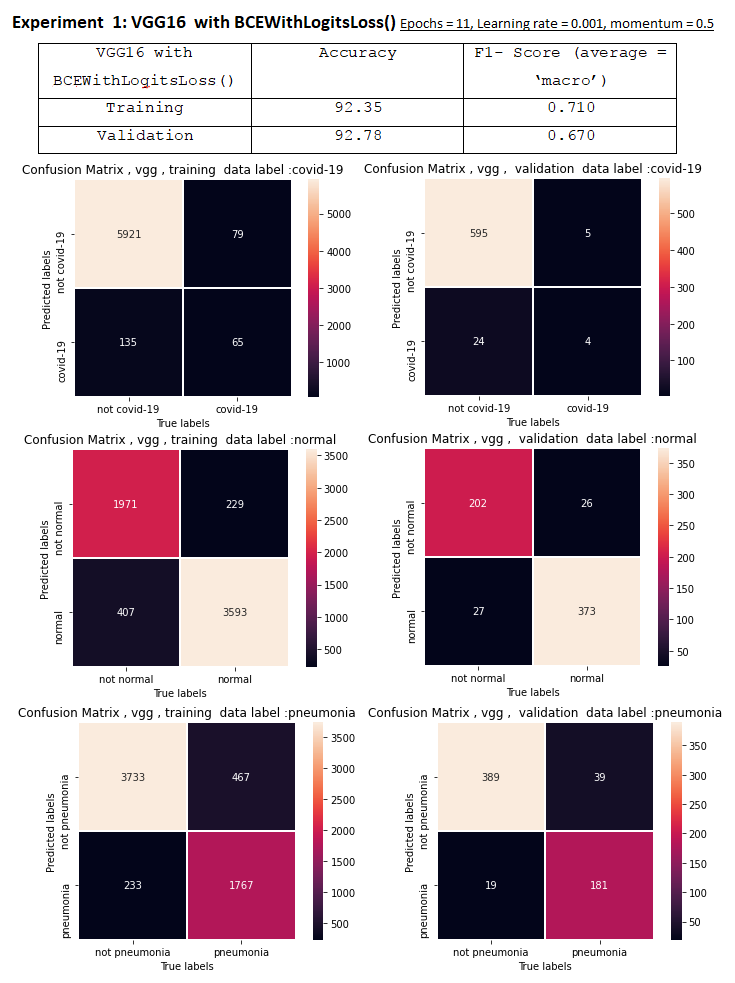 Experiment 1: VGG16 with BCEWithLogitsLoss() Epochs = 11, Learning rate = 0.001, momentum = 0.5
VGG16 with BCEWithLogitsLoss() Accuracy F1- Score (average = ‘macro’)
Training 92.35 0.710
Validation 92.78 0.670
Confusion Matrix , vgg , training data label :covid-19
5921 79
135 65
Predicted labels
not covid-19
covid-19
not covid-19 covid-19
True labels
5000
4000
3000
2000
1000
Confusion Matrix , vgg , validation data label :covid-19
595 5
24 4
Predicted labels
not covid-19
covid-19
not covid-19 covid-19
True labels
500
400
300
200
100
Confusion Matrix , vgg , training data label :normal
1971 229
407 3593
Predicted labels
not normal
normal
not normal normal
True labels
3500
3000
2500
2000
1500
1000
500
Confusion Matrix , vgg , validation data label :normal
202 26
27 373
Predicted labels
not normal
normal
not normal normal
True labels
350
300
250
200
150
100
50
Confusion Matrix , vgg , training data label :pneumonia
3733 467
233 1767
Predicted labels
not pneumonia
pneumonia
not pneumonia pneumonia
True labels
3500
3000
2500
2000
1500
1000
500
Confusion Matrix , vgg , validation data label :pneumonia
389 39
19 181
Predicted labels
not pneumonia
pneumonia
not pneumonia pneumonia
True labels
350
300
250
200
150
100
50